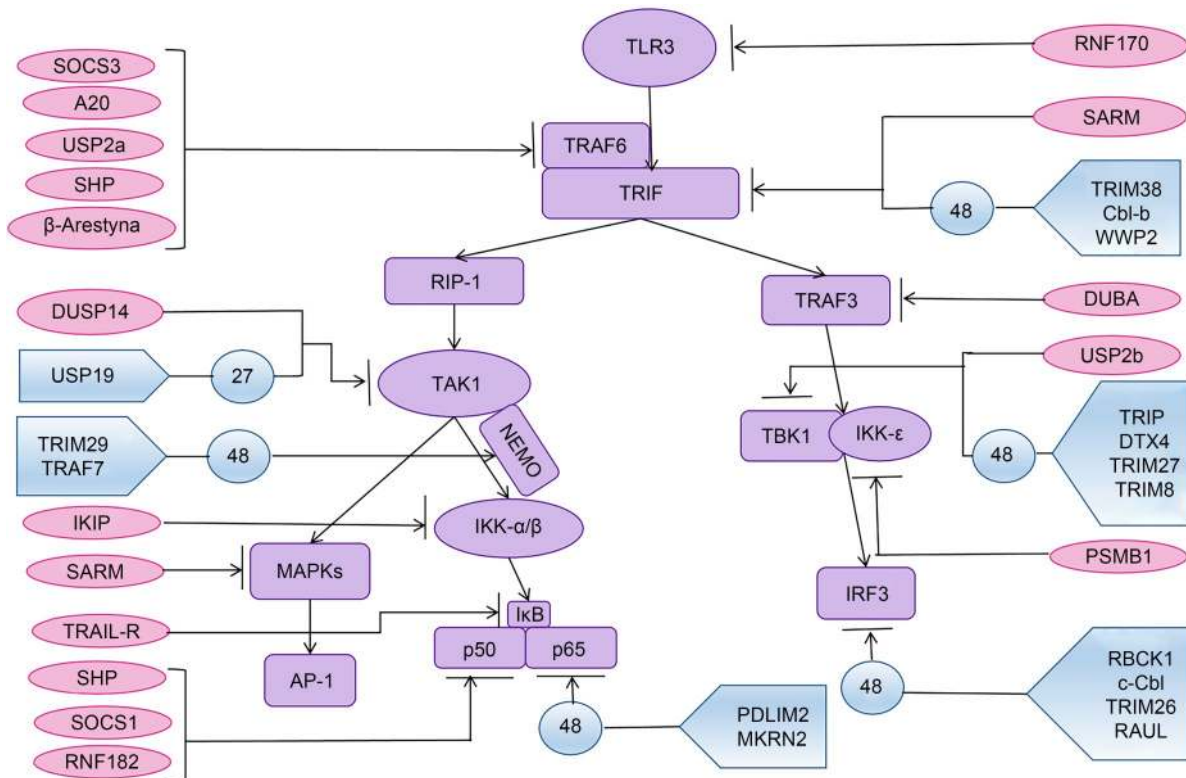 TLR3
RNF170
SOCS3
A20
USP2a
SHP
β-Arestyna
TRAF6
TRIF
SARM
48
TRIM38
Cbl-b
WWP2
RIP-1
TRAF3
DUBA
DUSP14
USP19
27
TAK1
NEMO
USP2b
TBK1
IKK-ε
48
TRIP
DTX4
TRIM27
TRIM8
TRIM29
TRAF7
48
IKIP
IKK-α/β
SARM
MAPKs
PSMB1
IRF3
TRAIL-R
IκB
p50
p65
AP-1
SHP
SOCS1
RNF182
48
PDLIM2
MKRN2
48
RBCK1
c-Cbl
TRIM26
RAUL